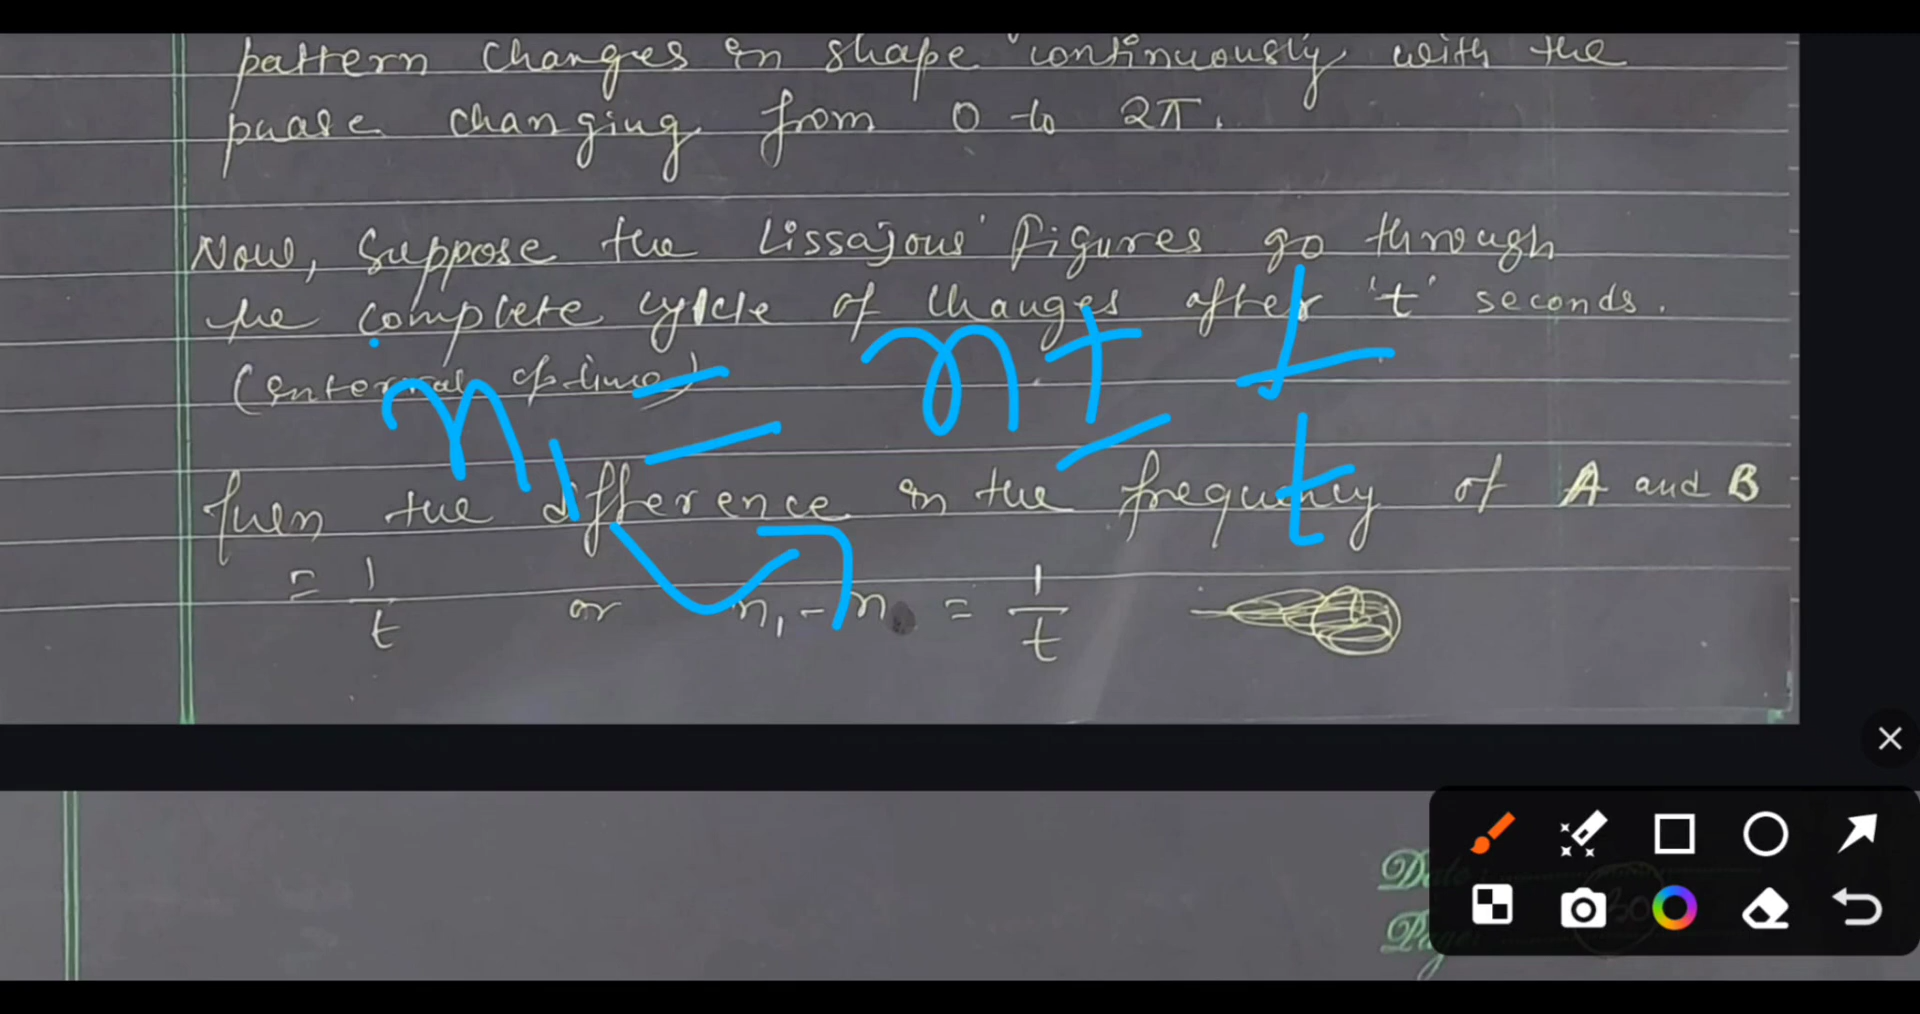 pattern changes in shape continuously with the
phase changing from 0 to 2π.
Now, Suppose the Lissajous' figures go through
the complete cycle of changes after 't' seconds.
(interval of time)
n₁ = n ± 1/t
Then the difference in the frequency of A and B
= 1/t or n₁ - n = 1/t
Date
Page